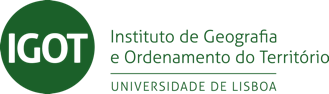 IGOT
Instituto de Geografia
e Ordenamento do Território
UNIVERSIDADE DE LISBOA